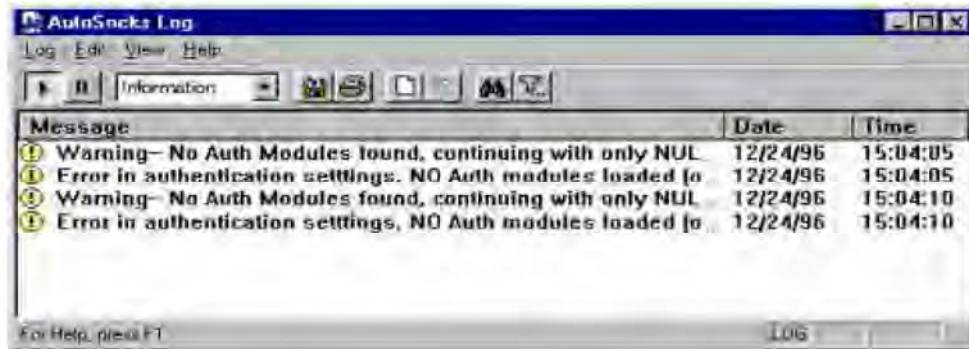 AutoSocks Log
Log Edit View Help
Information
Message Date Time
Warning- No Auth Modules found, continuing with only NUL... 12/24/96 15:04:05
Error in authentication setttings, NO Auth modules loaded (o... 12/24/96 15:04:05
Warning- No Auth Modules found, continuing with only NUL... 12/24/96 15:04:10
Error in authentication setttings, NO Auth modules loaded (o... 12/24/96 15:04:10
For Help, press F1 LOG